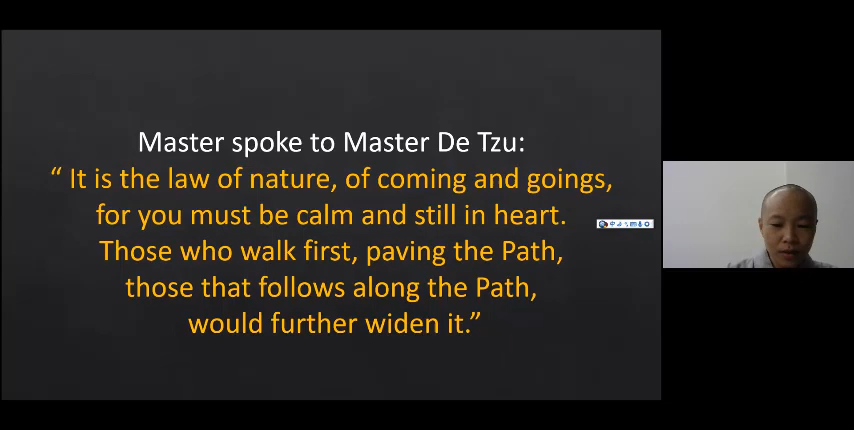 Master spoke to Master De Tzu:
“ It is the law of nature, of coming and goings,
for you must be calm and still in heart.
Those who walk first, paving the Path,
those that follows along the Path,
would further widen it.”